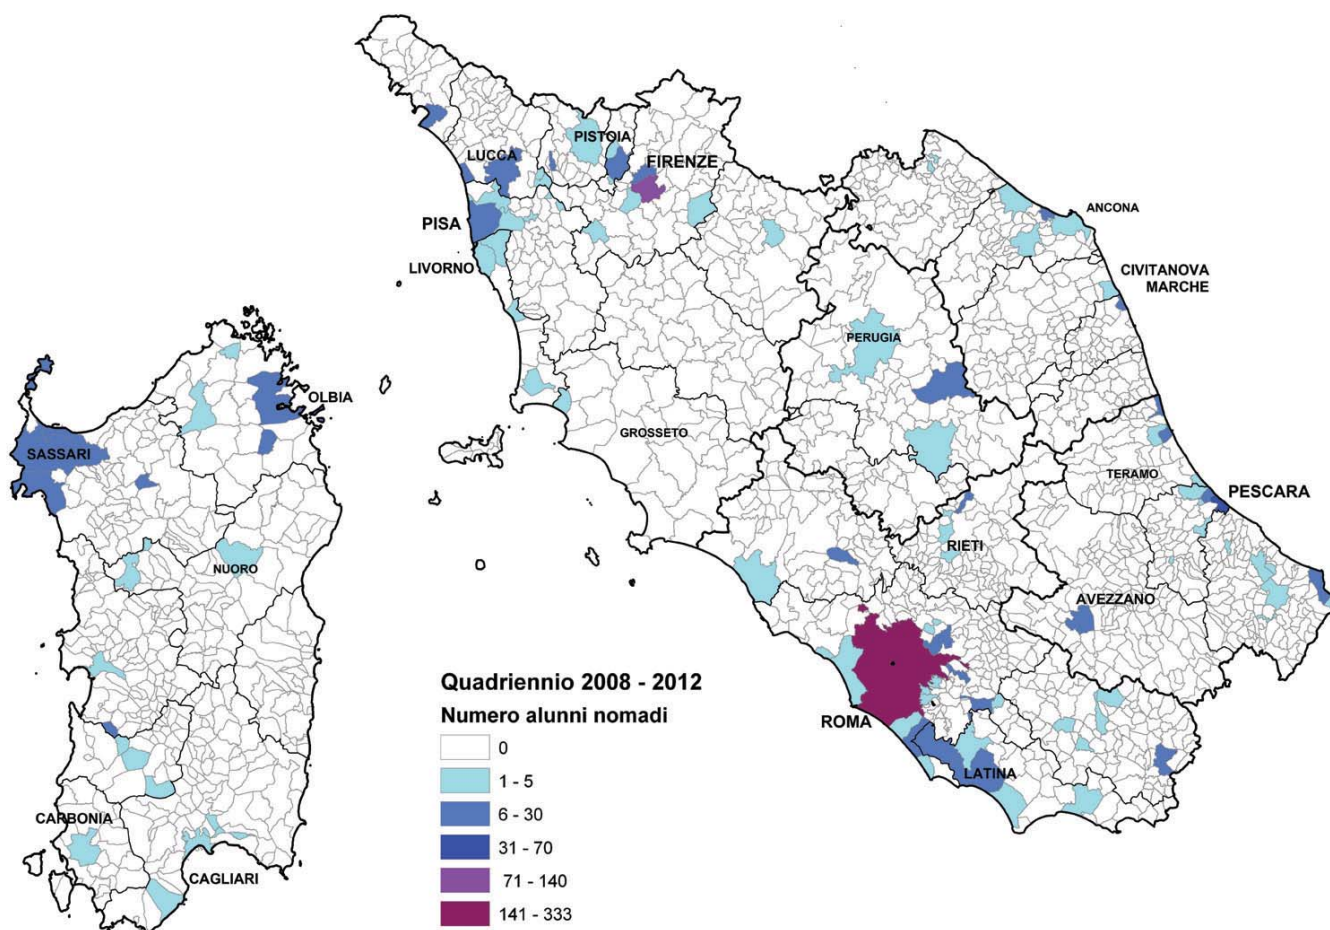 PISTOIA
LUCCA
FIRENZE
PISA
ANCONA
LIVORNO
CIVITANOVA
MARCHE
PERUGIA
OLBIA
GROSSETO
SASSARI
TERAMO
PESCARA
RIETI
NUORO
AVEZZANO
Quadriennio 2008 - 2012
Numero alunni nomadi
ROMA
0
1 - 5
LATINA
6 - 30
CARBONIA
31 - 70
CAGLIARI
71 - 140
141 - 333